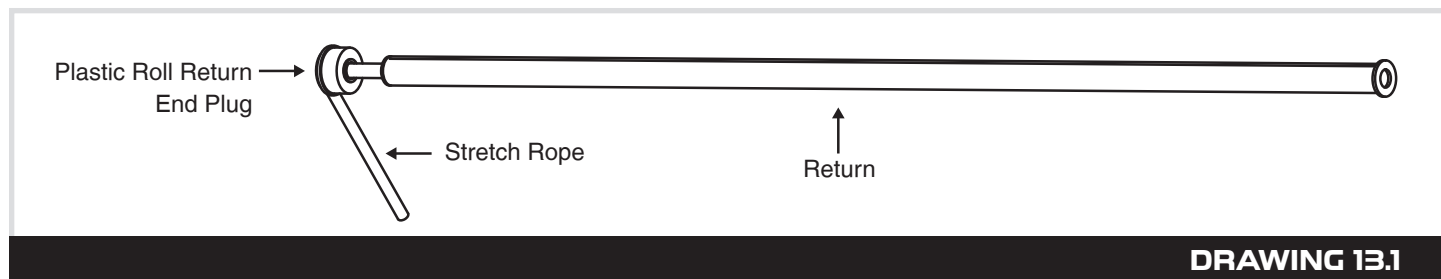 Plastic Roll Return
End Plug
Stretch Rope
Return
DRAWING 13.1